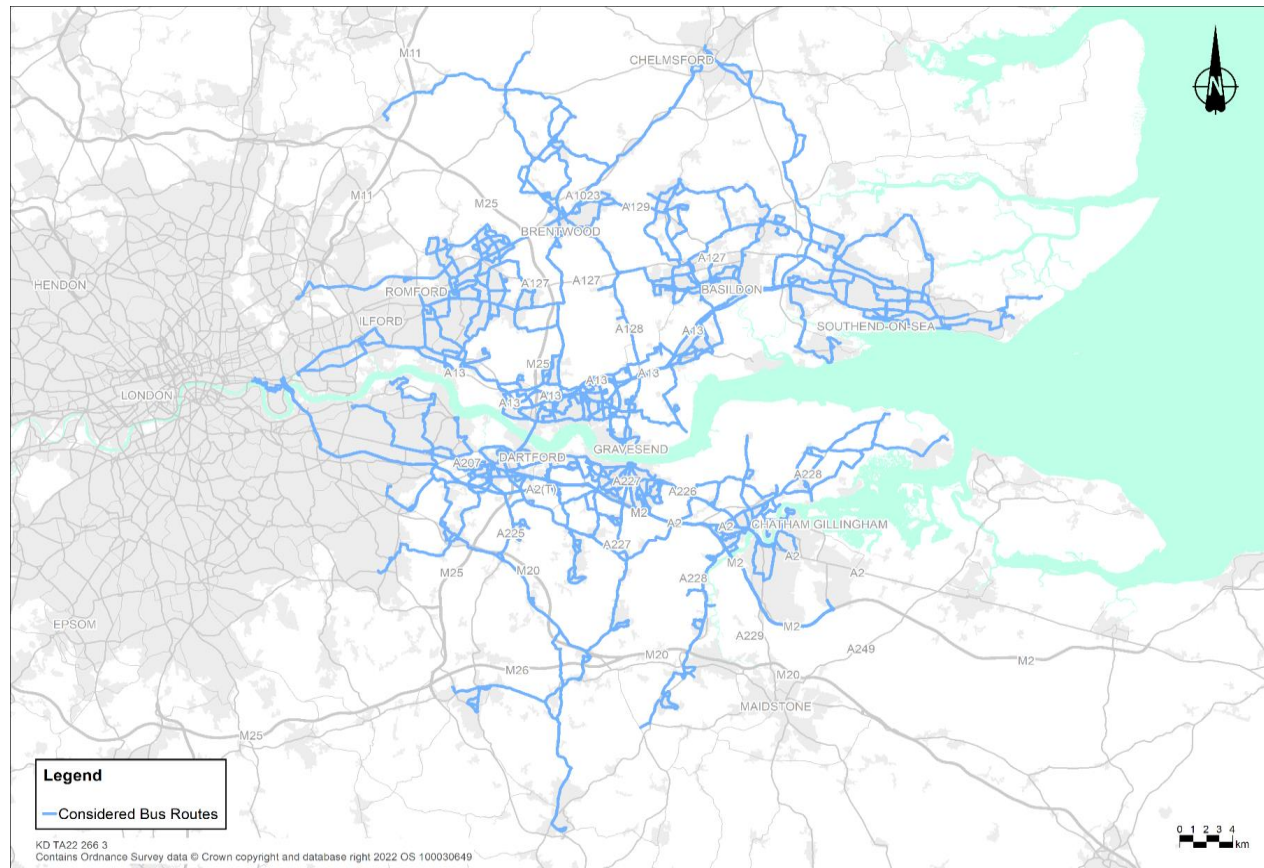 CHELMSFORD
M11
N
M11
A1023
M25
A129
BRENTWOOD
A127
HENDON
A127
A127
ROMFORD
BASILDON
ILFORD
A128
A13
SOUTHEND-ON-SEA
M25
A13
A13
A13
LONDON
A13
A13
GRAVESEND
DARTFORD
A207
A228
A227
A2(T)
A226
M2
A2
A2
CHATHAM GILLINGHAM
A225
A227
A2
M2
M25
M20
A2
A228
EPSOM
M2
A229
A249
M20
M2
M26
M20
MAIDSTONE
M25
Legend
Considered Bus Routes
0 1 2 3 4
km
KD TA22 266 3
Contains Ordnance Survey data © Crown copyright and database right 2022 OS 100030649